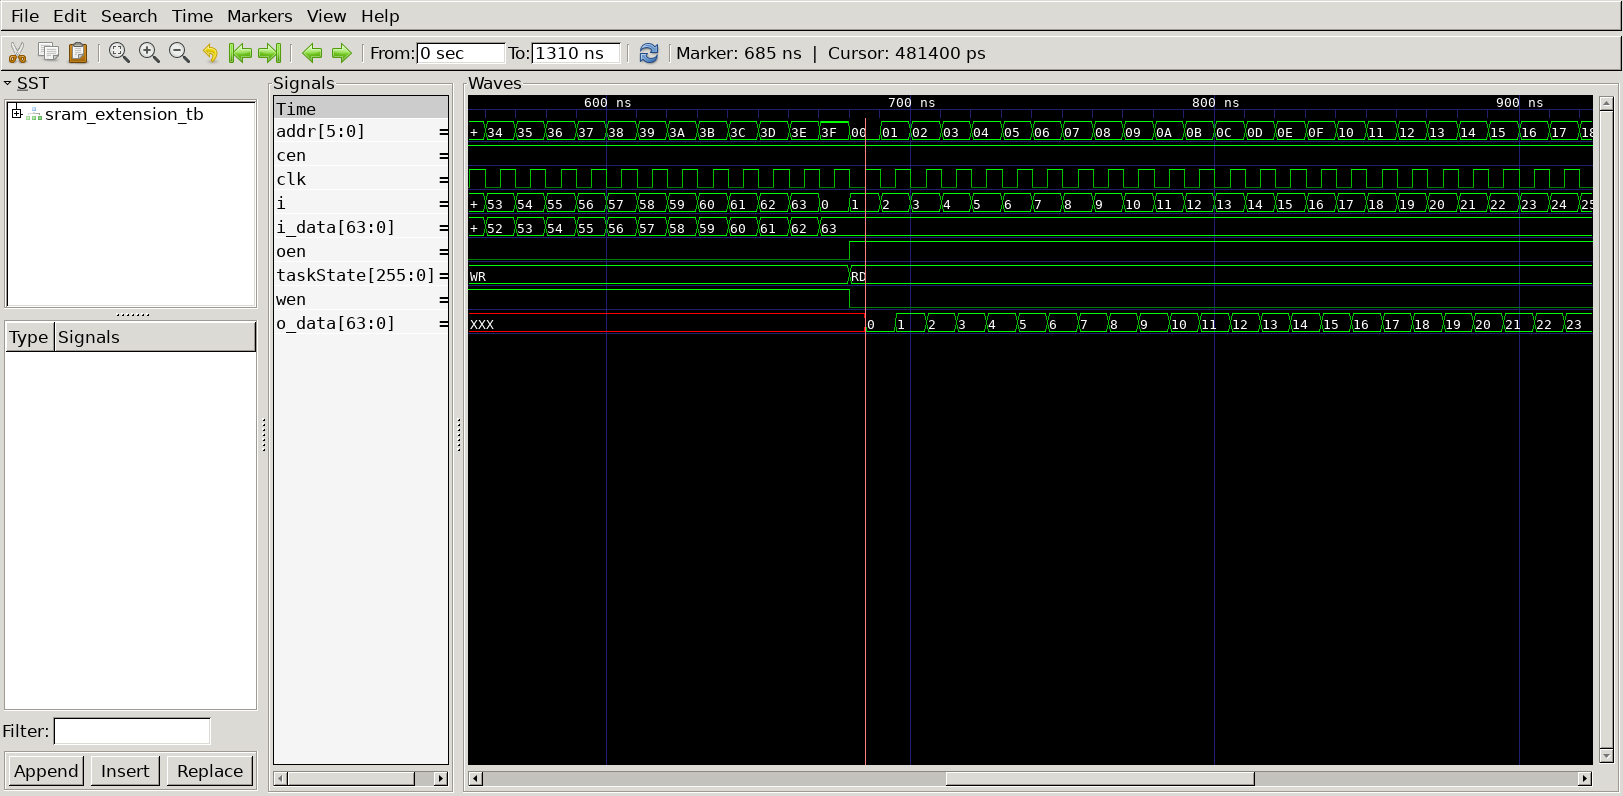 File Edit Search Time Markers View Help
From: 0 sec To: 1310 ns Marker: 685 ns | Cursor: 481400 ps
SST
sram_extension_tb
Type Signals
Filter:
Append Insert Replace
Signals
Time
addr[5:0] =
cen =
clk =
i =
i_data[63:0] =
oen =
taskState[255:0] =
wen =
o_data[63:0] =
Waves
600 ns 700 ns 800 ns 900 ns
+ 34 35 36 37 38 39 3A 3B 3C 3D 3E 3F 00 01 02 03 04 05 06 07 08 09 0A 0B 0C 0D 0E 0F 10 11 12 13 14 15 16 17 18
+ 53 54 55 56 57 58 59 60 61 62 63 0 1 2 3 4 5 6 7 8 9 10 11 12 13 14 15 16 17 18 19 20 21 22 23 24 25
+ 52 53 54 55 56 57 58 59 60 61 62 63
WR RD
XXX 0 1 2 3 4 5 6 7 8 9 10 11 12 13 14 15 16 17 18 19 20 21 22 23